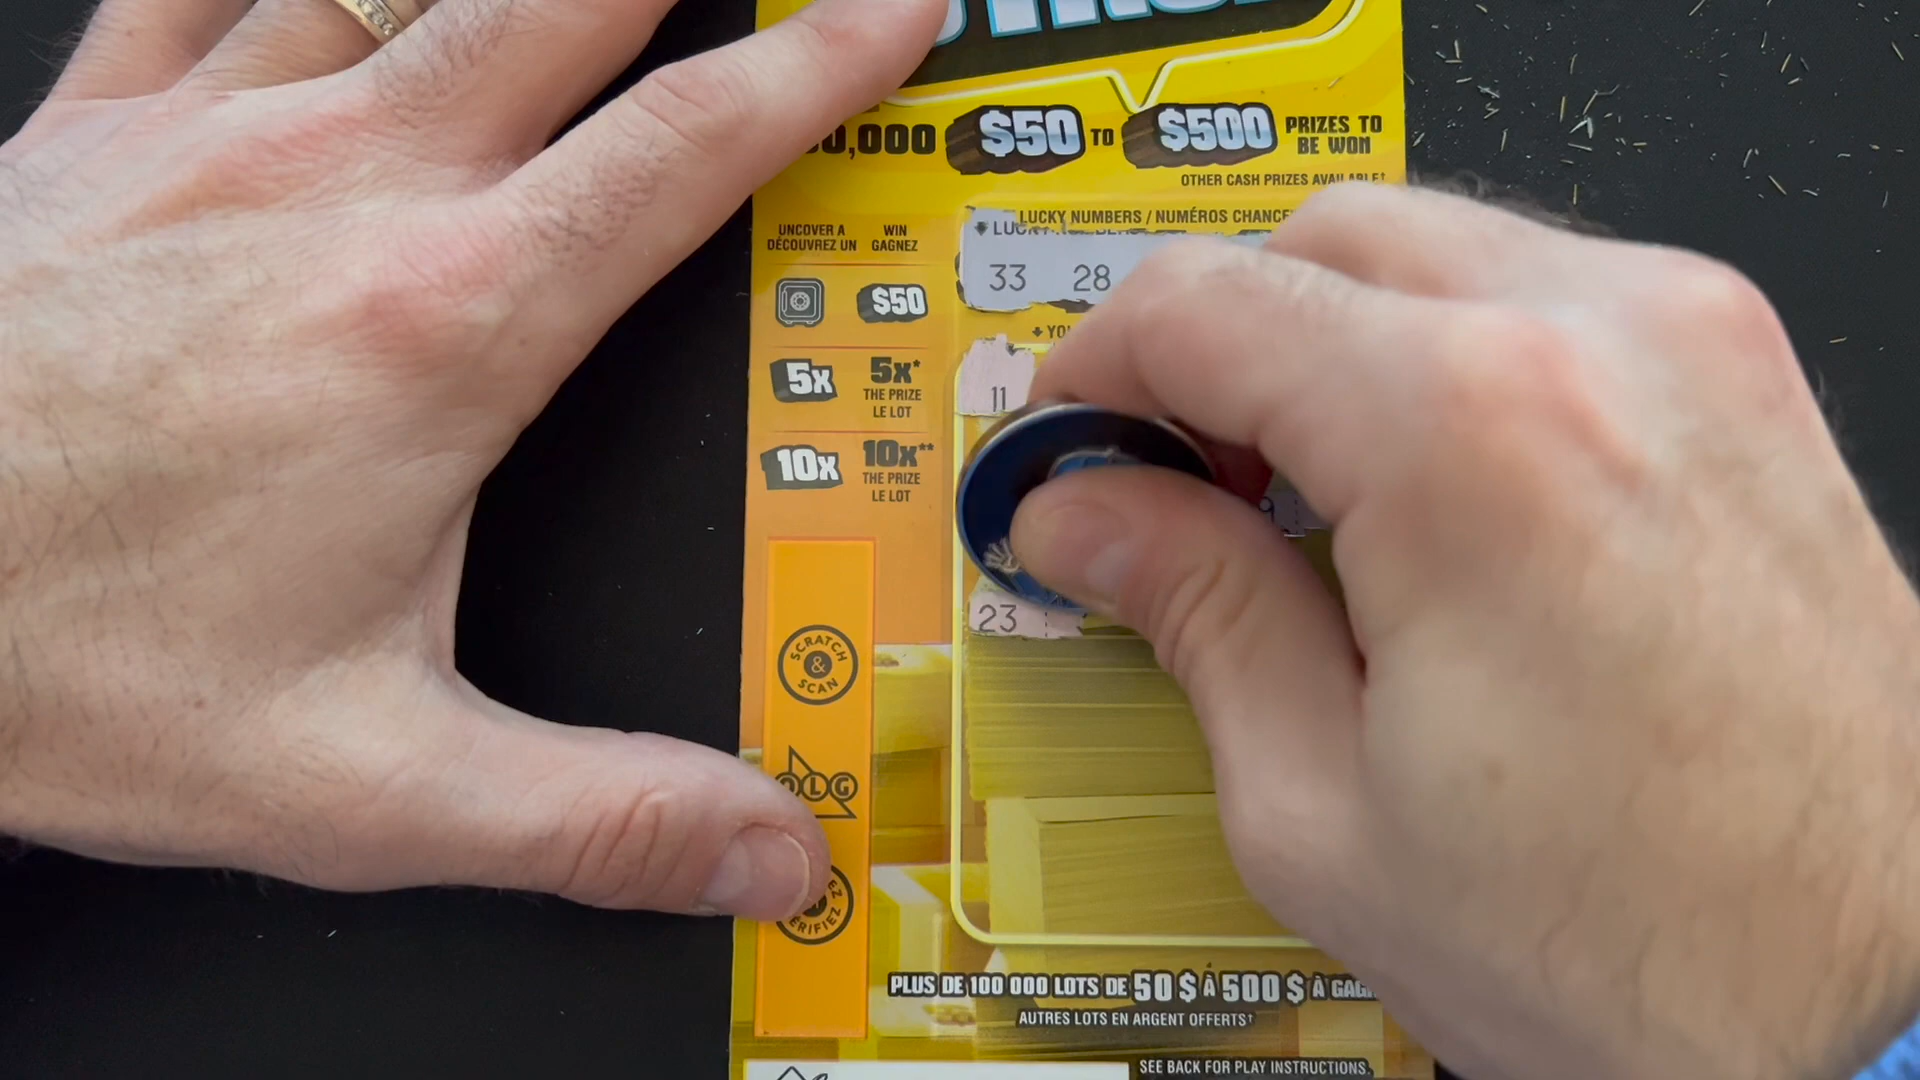 $50 TO $500 PRIZES TO
BE WON
OTHER CASH PRIZES AVAILABLE†
UNCOVER A WIN
DÉCOUVREZ UN GAGNEZ
$50
5x 5x*
THE PRIZE
LE LOT
10x 10x**
THE PRIZE
LE LOT
LUCKY NUMBERS / NUMÉROS CHANCE
33 28
11
23
SCRATCH & SCAN
OLG
PLUS DE 100 000 LOTS DE 50 $ À 500 $ À
AUTRES LOTS EN ARGENT OFFERTS†
SEE BACK FOR PLAY INSTRUCTIONS.